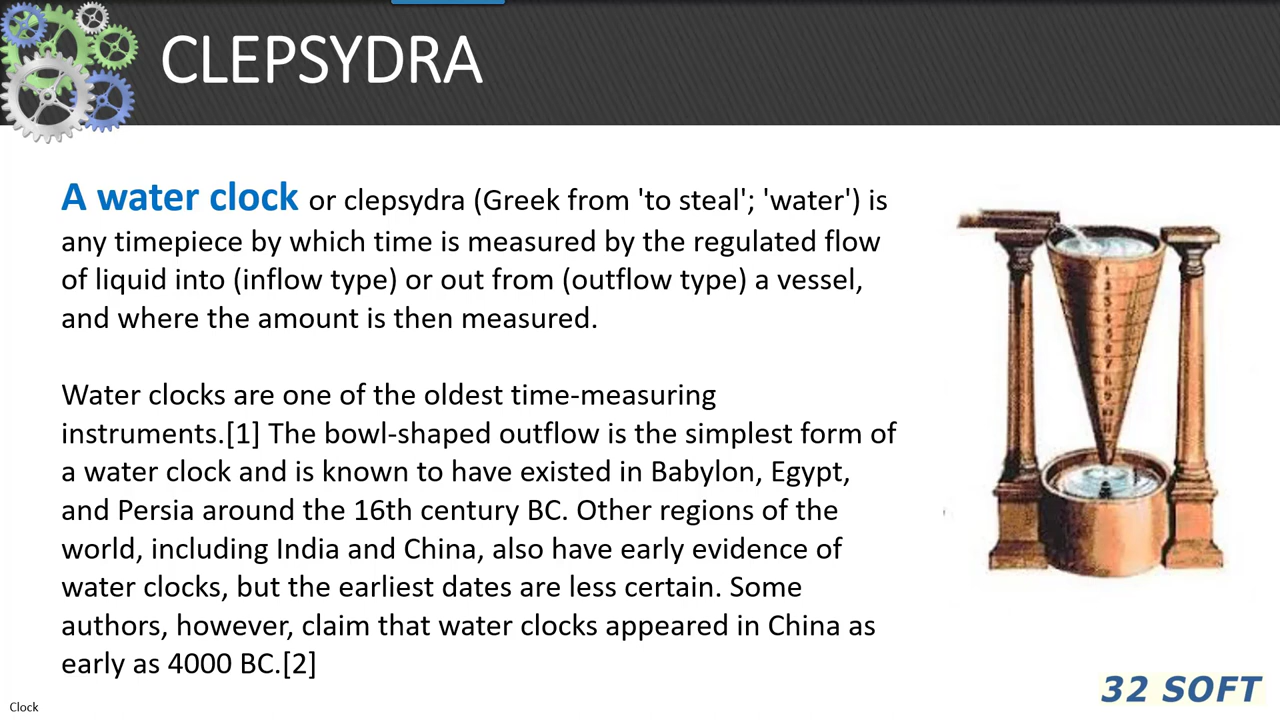 CLEPSYDRA
A water clock or clepsydra (Greek from 'to steal'; 'water') is
any timepiece by which time is measured by the regulated flow
of liquid into (inflow type) or out from (outflow type) a vessel,
and where the amount is then measured.
Water clocks are one of the oldest time-measuring
instruments.[1] The bowl-shaped outflow is the simplest form of
a water clock and is known to have existed in Babylon, Egypt,
and Persia around the 16th century BC. Other regions of the
world, including India and China, also have early evidence of
water clocks, but the earliest dates are less certain. Some
authors, however, claim that water clocks appeared in China as
early as 4000 BC.[2]
32 SOFT
Clock